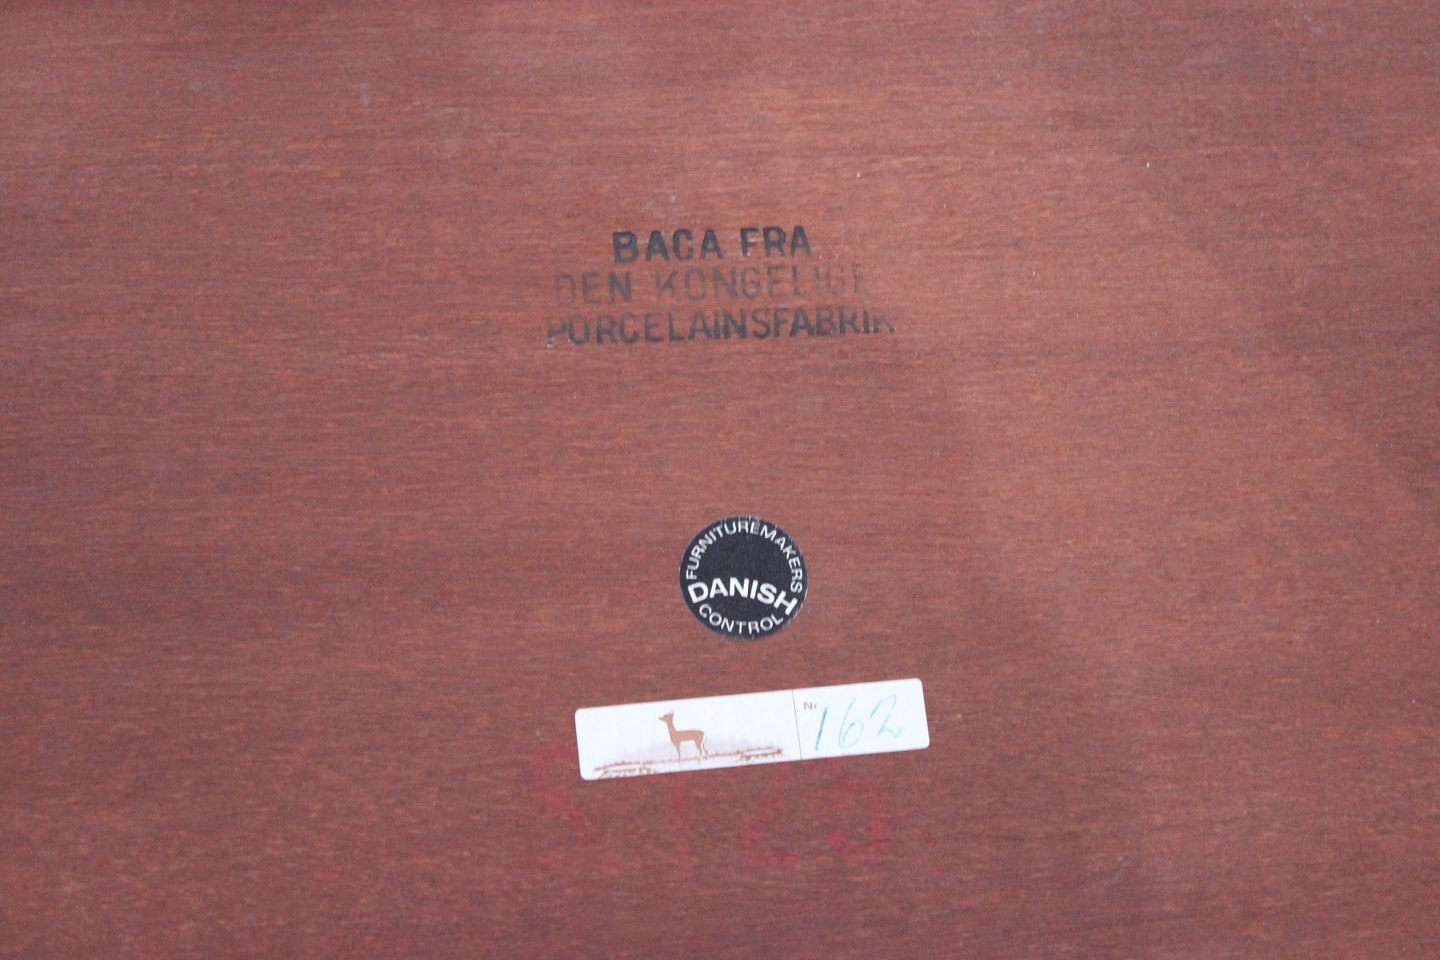 BACA FRA
DEN KONGELIGE
PORCELAINSFABRIK
FURNITUREMAKERS
DANISH
CONTROL
Nr 162